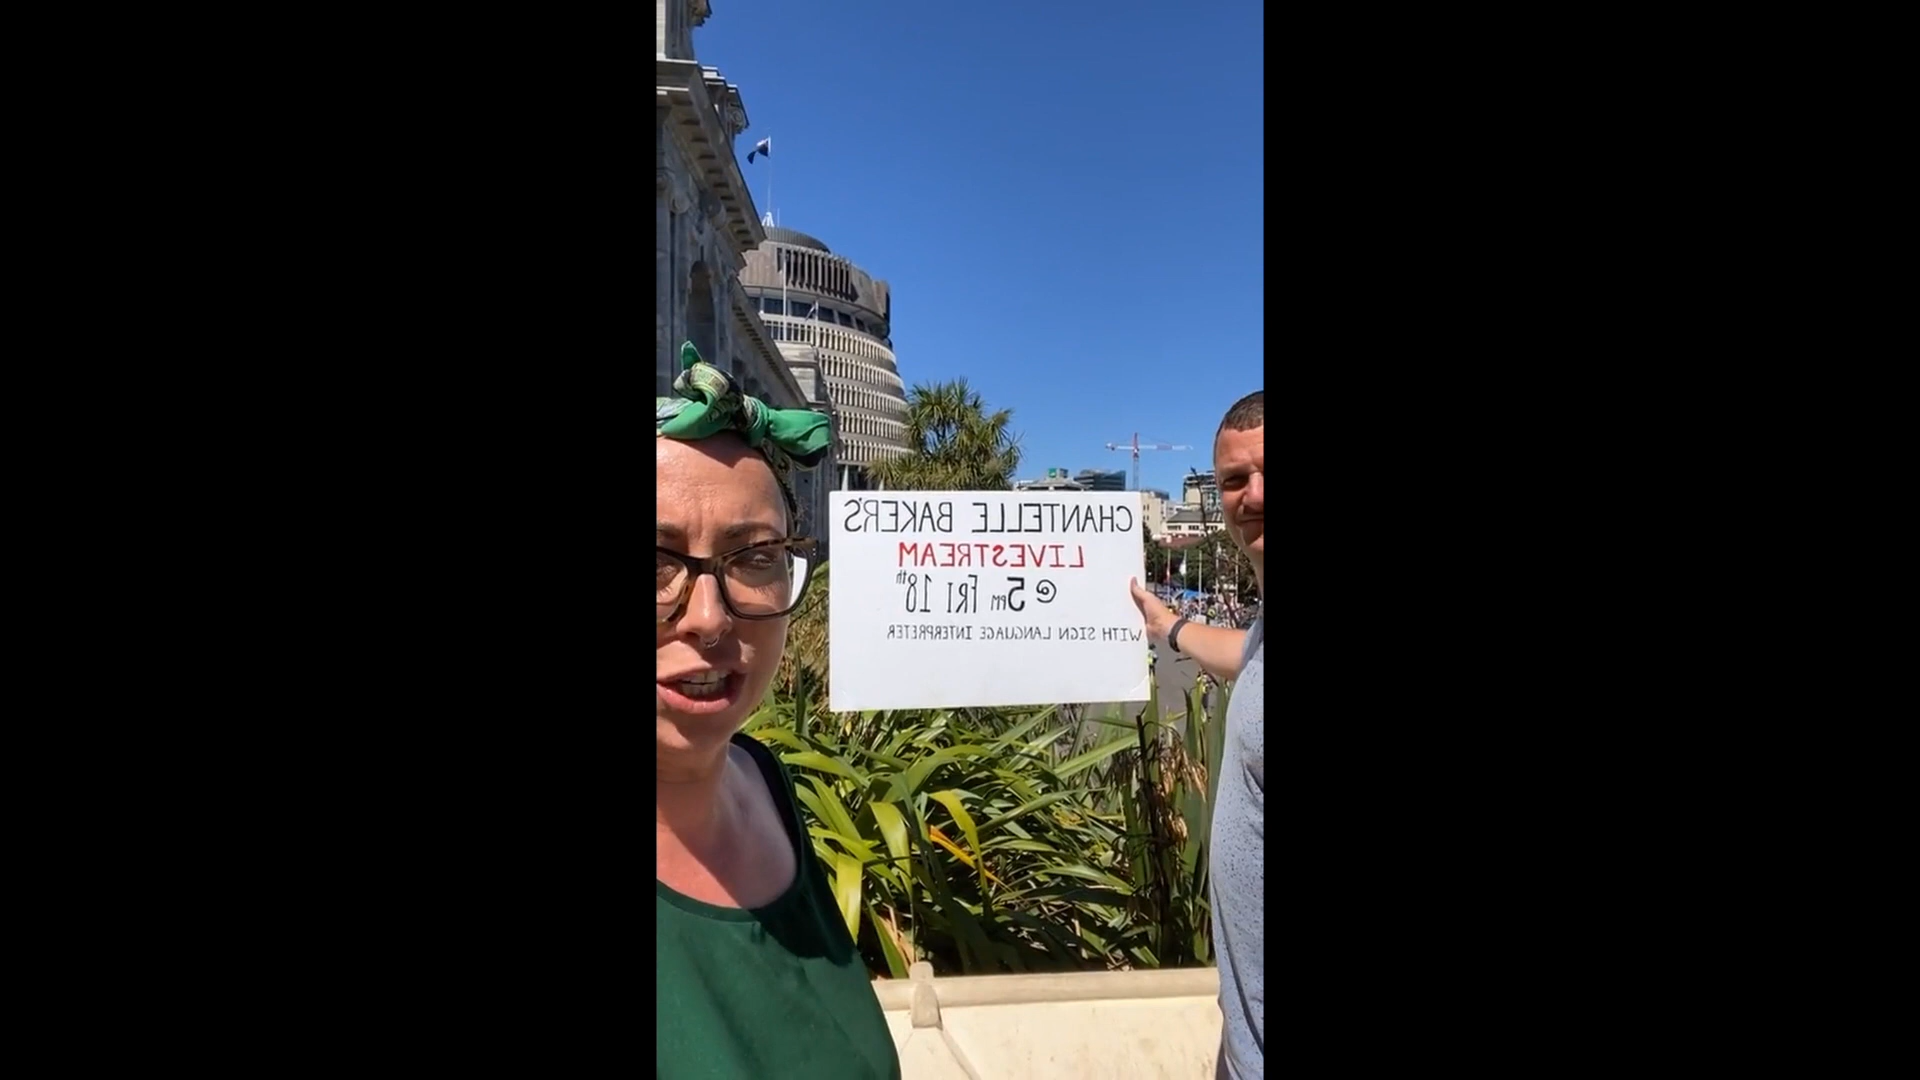 CHANTELLE BAKER'S
LIVESTREAM
@ 5PM FRI 18th
WITH SIGN LANGUAGE INTERPRETER